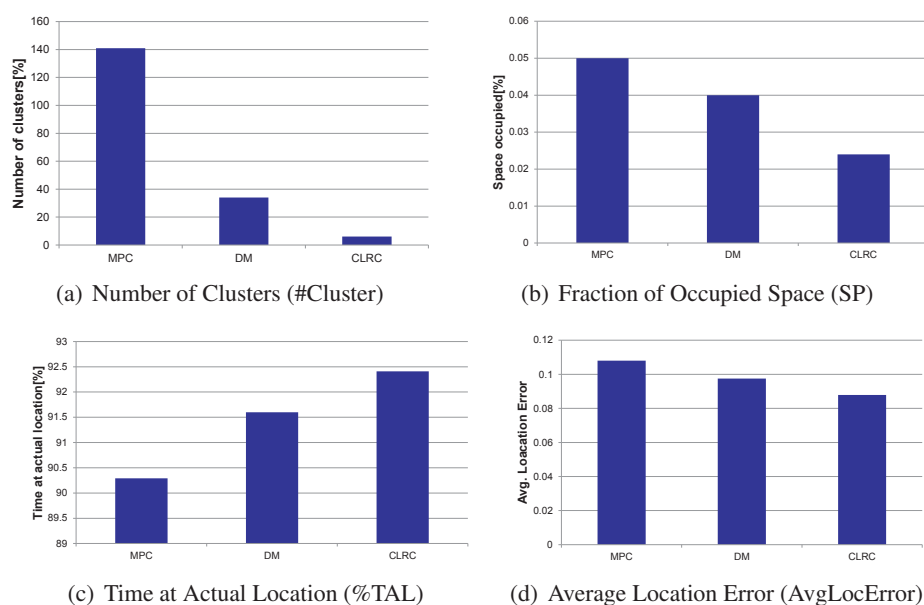 160
140
120
100
80
60
40
20
0
Number of clusters[%]
MPC DM CLRC
(a) Number of Clusters (#Cluster)
0.06
0.05
0.04
0.03
0.02
0.01
0
Space occupied[%]
MPC DM CLRC
(b) Fraction of Occupied Space (SP)
93
92.5
92
91.5
91
90.5
90
89.5
89
Time at actual location[%]
MPC DM CLRC
(c) Time at Actual Location (%TAL)
0.12
0.1
0.08
0.06
0.04
0.02
0
Avg. Loacation Error
MPC DM CLRC
(d) Average Location Error (AvgLocError)